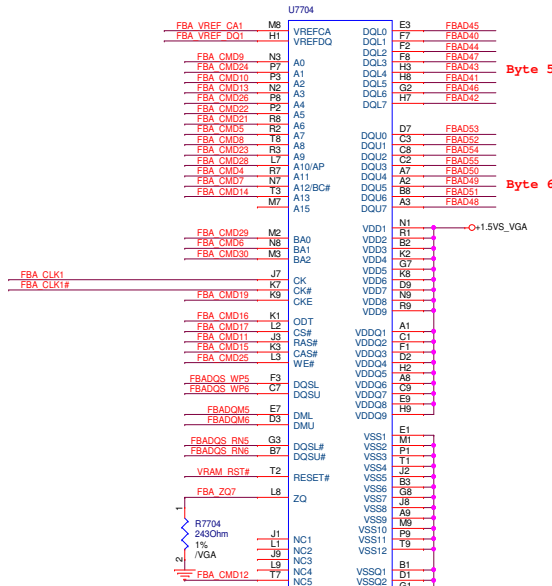 U7704
FBA_VREF_CA1 M8 VREFCA
FBA_VREF_DQ1 H1 VREFDQ
FBA_CMD9 N3 A0
FBA_CMD24 P7 A1
FBA_CMD10 P3 A2
FBA_CMD13 N2 A3
FBA_CMD26 P8 A4
FBA_CMD22 P2 A5
FBA_CMD21 R8 A6
FBA_CMD5 R2 A7
FBA_CMD8 T8 A8
FBA_CMD23 R3 A9
FBA_CMD28 L7 A10/AP
FBA_CMD4 R7 A11
FBA_CMD7 N7 A12/BC#
FBA_CMD14 T3 A13
M7 A15
FBA_CMD29 M2 BA0
FBA_CMD6 N8 BA1
FBA_CMD30 M3 BA2
FBA_CLK1 J7 CK
FBA_CLK1# K7 CK#
FBA_CMD19 K9 CKE
FBA_CMD16 K1 ODT
FBA_CMD17 L2 CS#
FBA_CMD11 J3 RAS#
FBA_CMD15 K3 CAS#
FBA_CMD25 L3 WE#
FBADQS_WP5 F3 DQSL
FBADQS_WP6 C7 DQSU
FBADQM5 E7 DML
FBADQM6 D3 DMU
FBADQS_RN5 G3 DQSL#
FBADQS_RN6 B7 DQSU#
VRAM_RST# T2 RESET#
FBA_ZQ7 L8 ZQ
1
R7704
243Ohm
1%
/VGA
2
J1 NC1
L1 NC2
J9 NC3
L9 NC4
FBA_CMD12 T7 NC5
DQL0 E3 FBAD45
DQL1 F7 FBAD40
DQL2 F2 FBAD44
DQL3 F8 FBAD47
DQL4 H3 FBAD43
DQL5 H8 FBAD41
DQL6 G2 FBAD46
DQL7 H7 FBAD42
Byte 5
DQU0 D7 FBAD53
DQU1 C3 FBAD52
DQU2 C8 FBAD54
DQU3 C2 FBAD55
DQU4 A7 FBAD50
DQU5 A2 FBAD49
DQU6 B8 FBAD51
DQU7 A3 FBAD48
Byte 6
VDD1 N1 +1.5VS_VGA
VDD2 R1
VDD3 B2
VDD4 K2
VDD5 G7
VDD6 K8
VDD7 D9
VDD8 N9
VDD9 R9
VDDQ1 A1
VDDQ2 C1
VDDQ3 F1
VDDQ4 D2
VDDQ5 H2
VDDQ6 A8
VDDQ7 C9
VDDQ8 E9
VDDQ9 H9
VSS1 E1
VSS2 M1
VSS3 P1
VSS4 T1
VSS5 J2
VSS6 B3
VSS7 G8
VSS8 J8
VSS9 A9
VSS10 M9
VSS11 P9
VSS12 T9
VSSQ1 B1
VSSQ2 D1
G1